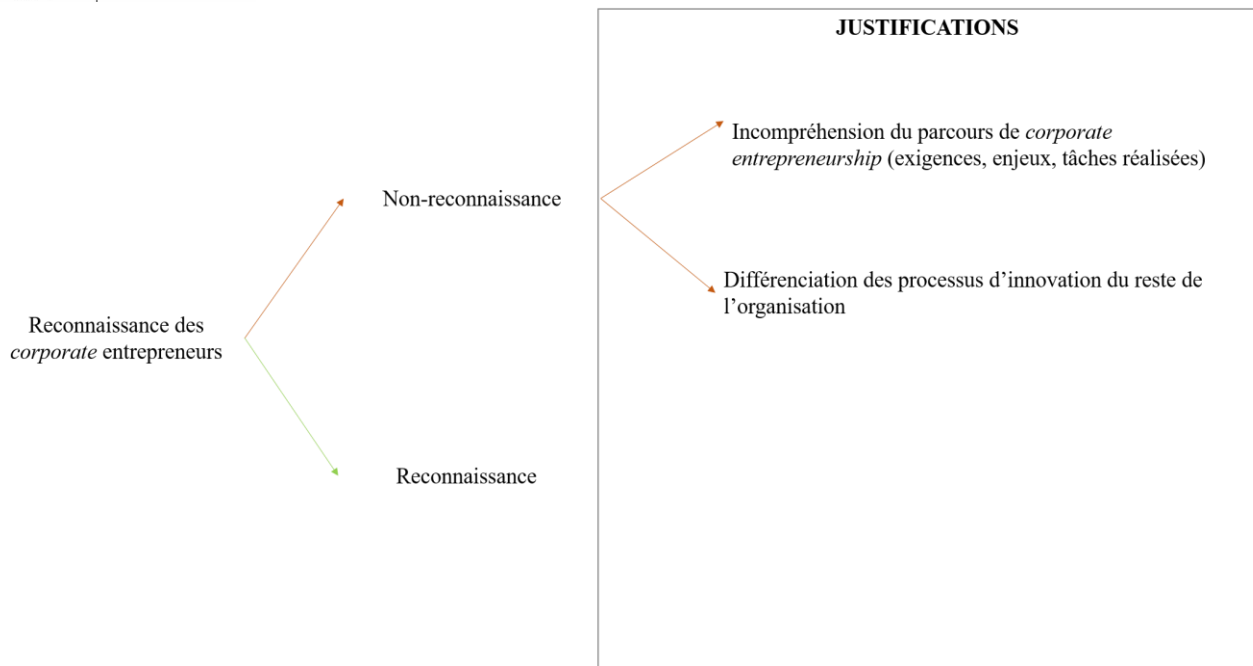 JUSTIFICATIONS
Incompréhension du parcours de corporate
entrepreneurship (exigences, enjeux, tâches réalisées)
Non-reconnaissance
Différenciation des processus d’innovation du reste de
l’organisation
Reconnaissance des
corporate entrepreneurs
Reconnaissance